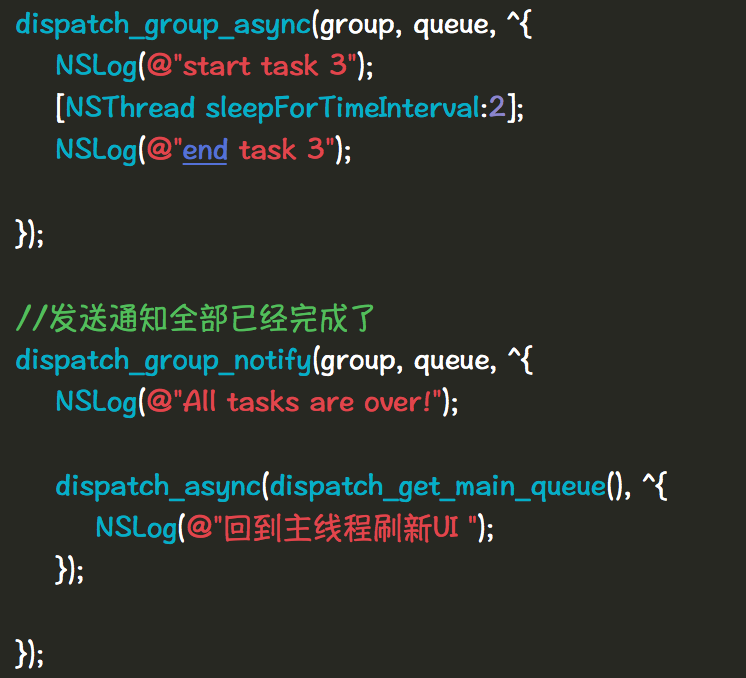 dispatch_group_async(group, queue, ^{
NSLog(@"start task 3");
[NSThread sleepForTimeInterval:2];
NSLog(@"end task 3");
});
//发送通知全部已经完成了
dispatch_group_notify(group, queue, ^{
NSLog(@"All tasks are over!");
dispatch_async(dispatch_get_main_queue(), ^{
NSLog(@"回到主线程刷新UI ");
});
});